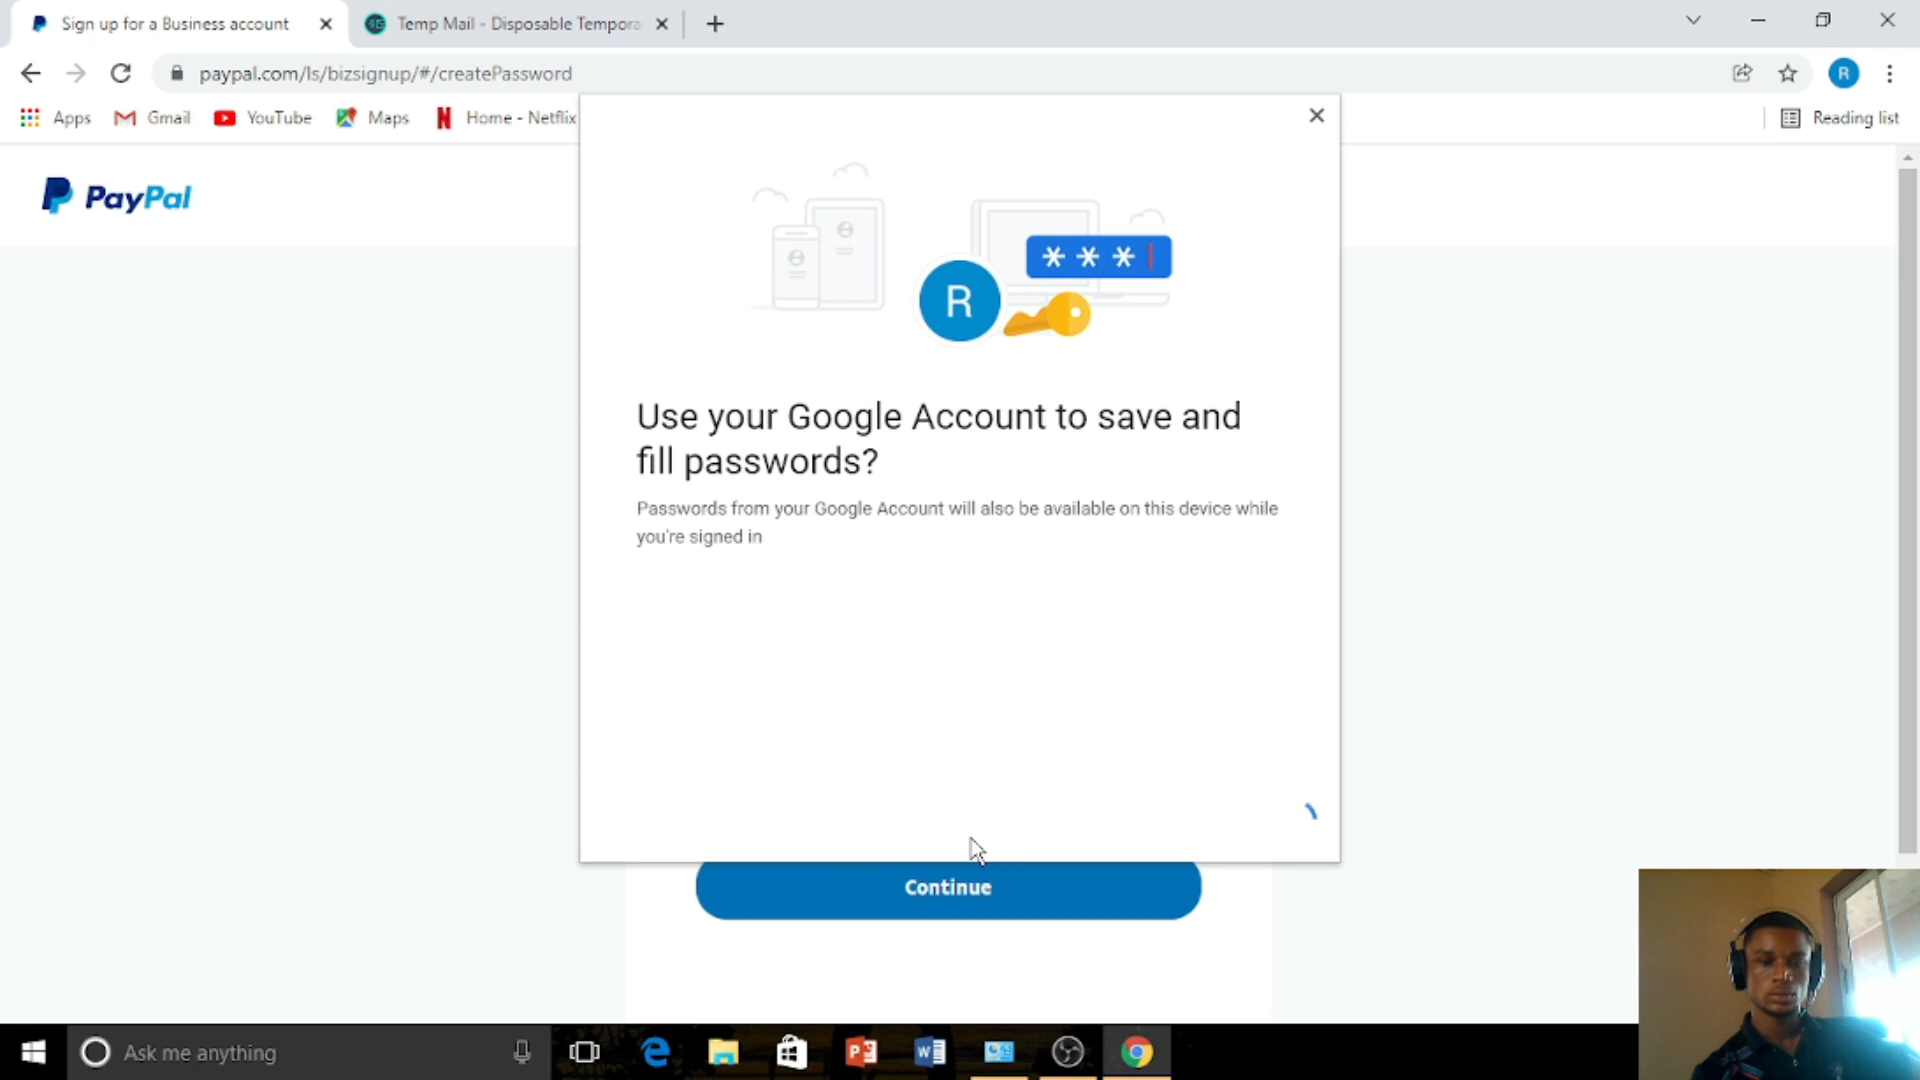 Sign up for a Business account
Temp Mail - Disposable Tempora
paypal.com/ls/bizsignup/#/createPassword
R
Apps
Gmail
YouTube
Maps
Home - Netflix
Reading list
PayPal
* * *
R
Use your Google Account to save and
fill passwords?
Passwords from your Google Account will also be available on this device while
you're signed in
Continue
Ask me anything